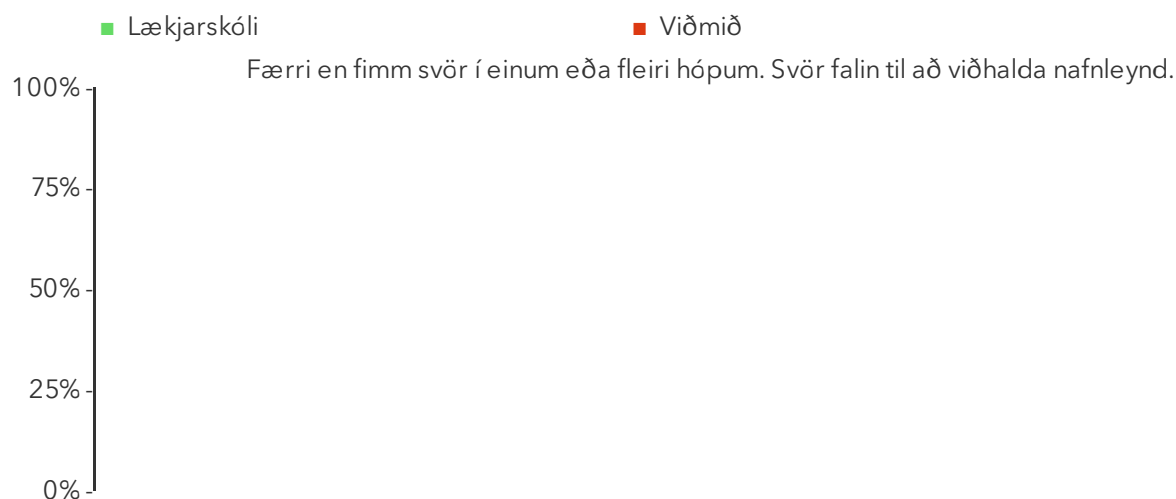 Lækjarskóli Viðmið
Færri en fimm svör í einum eða fleiri hópum. Svör falin til að viðhalda nafnleynd.
100%
75%
50%
25%
0%